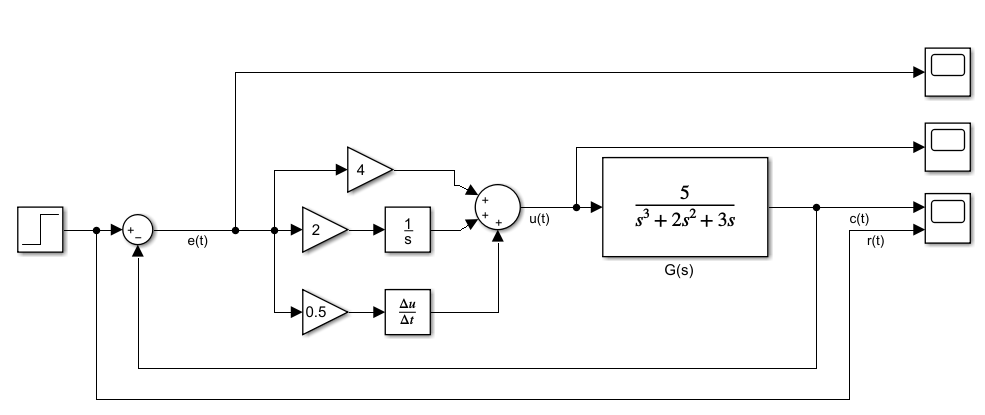 4
+
+
+
u(t)
5
s³ + 2s² + 3s
G(s)
c(t)
r(t)
+
−
e(t)
2
1
s
0.5
Δu
Δt